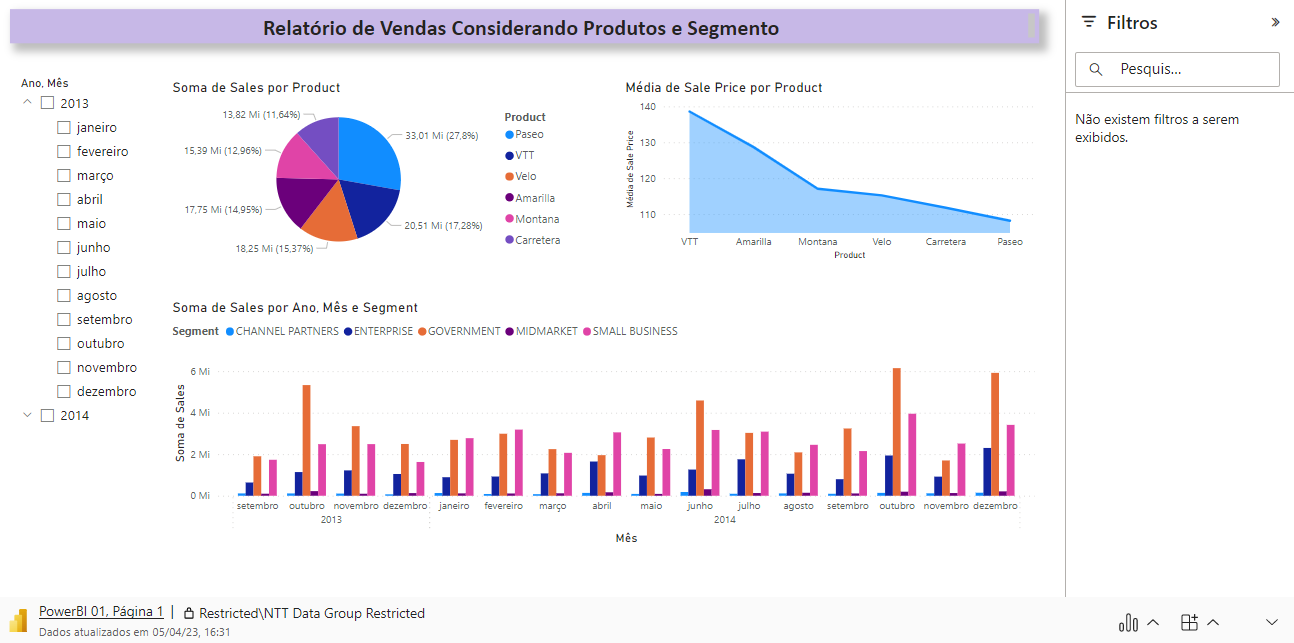 Relatório de Vendas Considerando Produtos e Segmento
Filtros
Pesquis...
Não existem filtros a serem
exibidos.
Ano, Mês
2013
janeiro
fevereiro
março
abril
maio
junho
julho
agosto
setembro
outubro
novembro
dezembro
2014
Soma de Sales por Product
13,82 Mi (11,64%)
33,01 Mi (27,8%)
15,39 Mi (12,96%)
17,75 Mi (14,95%)
20,51 Mi (17,28%)
18,25 Mi (15,37%)
Product
Paseo
VTT
Velo
Amarilla
Montana
Carretera
Média de Sale Price por Product
Média de Sale Price
140
130
120
110
VTT Amarilla Montana Velo Carretera Paseo
Product
Soma de Sales por Ano, Mês e Segment
Segment CHANNEL PARTNERS ENTERPRISE GOVERNMENT MIDMARKET SMALL BUSINESS
Soma de Sales
6 Mi
4 Mi
2 Mi
0 Mi
setembro outubro novembro dezembro janeiro fevereiro março abril maio junho julho agosto setembro outubro novembro dezembro
2013 2014
Mês
PowerBI 01, Página 1 | Restricted\NTT Data Group Restricted
Dados atualizados em 05/04/23, 16:31